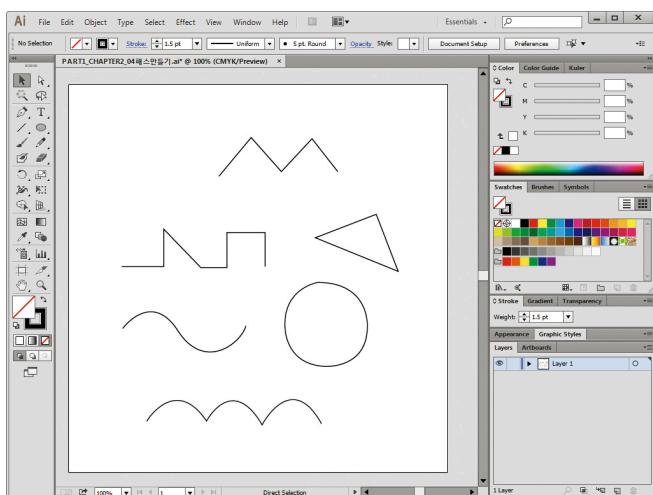 Ai File Edit Object Type Select Effect View Window Help Essentials
No Selection Stroke: 1.5 pt Uniform 5 pt. Round Opacity Style: Document Setup Preferences
PART1_CHAPTER2_04패스만들기.ai* @ 100% (CMYK/Preview) ×
Color Color Guide Kuler
C %
M %
Y %
K %
Swatches Brushes Symbols
Stroke Gradient Transparency
Weight: 1.5 pt
Appearance Graphic Styles
Layers Artboards
Layer 1
100% 1 Direct Selection 1 Layer